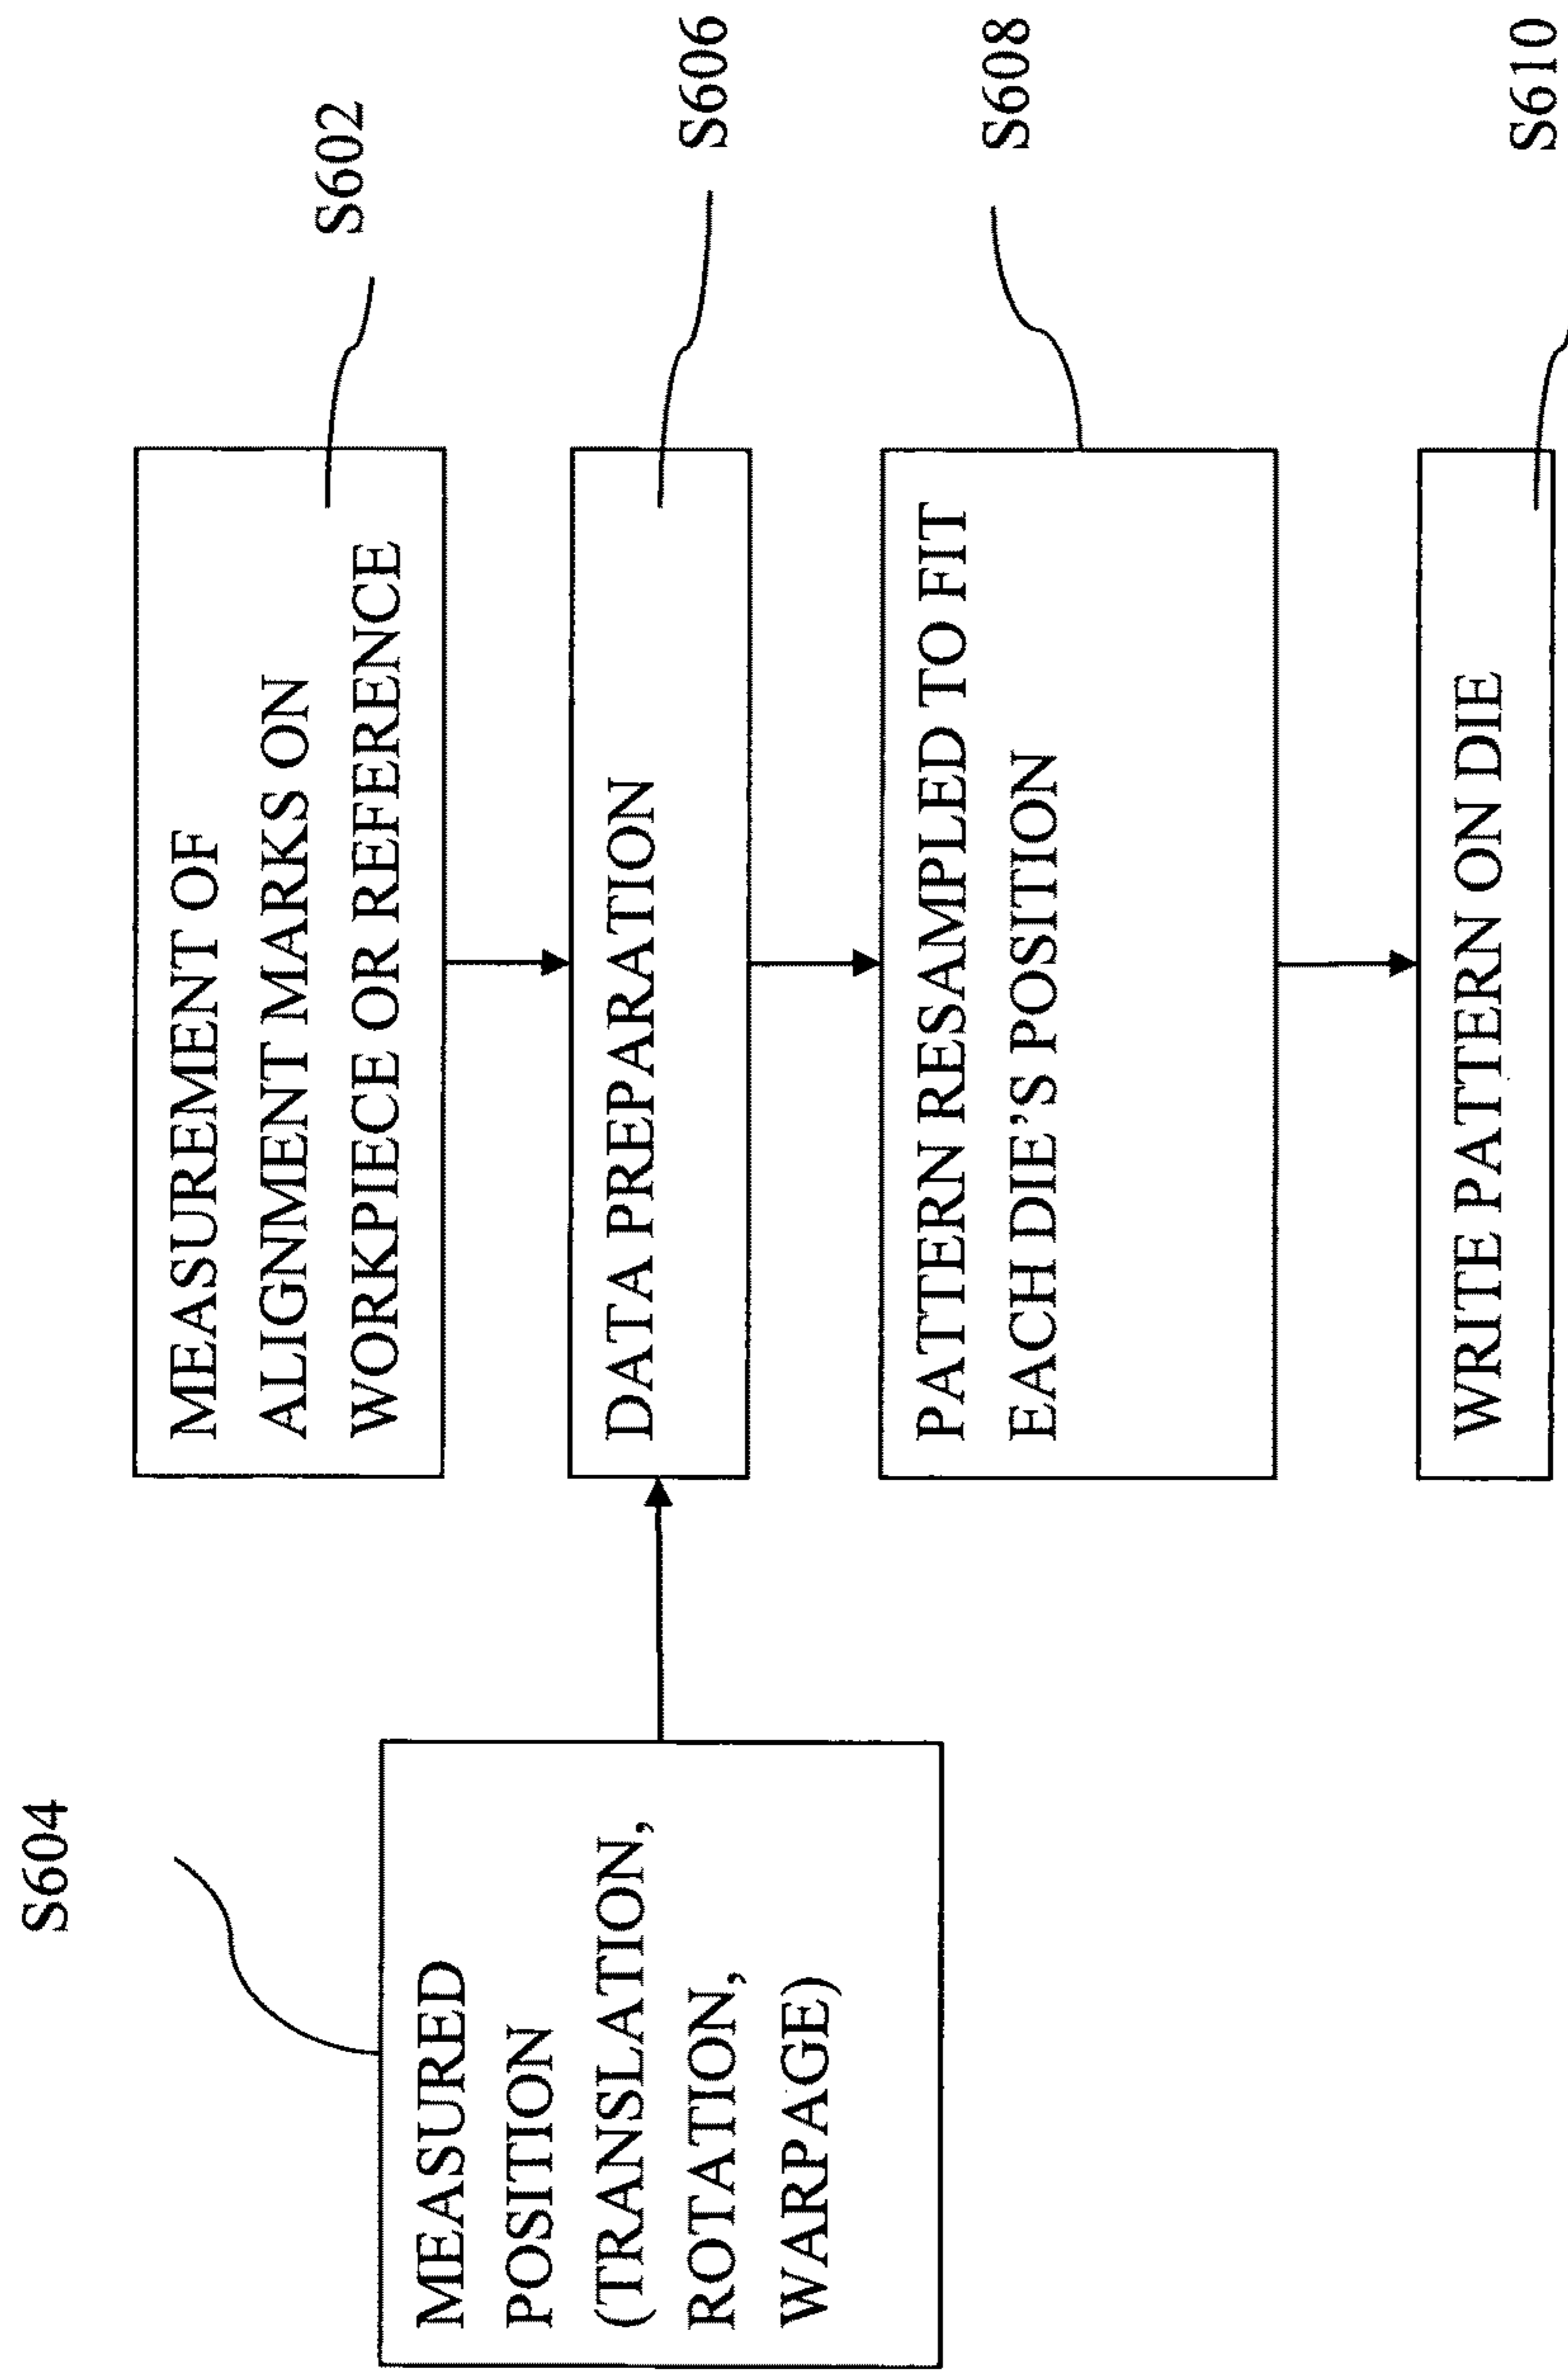 MEASUREMENT OF
ALIGNMENT MARKS ON
WORKPIECE OR REFERENCE
S602
S604
MEASURED
POSITION
(TRANSLATION,
ROTATION,
WARPAGE)
DATA PREPARATION
S606
PATTERN RESAMPLED TO FIT
EACH DIE'S POSITION
S608
WRITE PATTERN ON DIE
S610